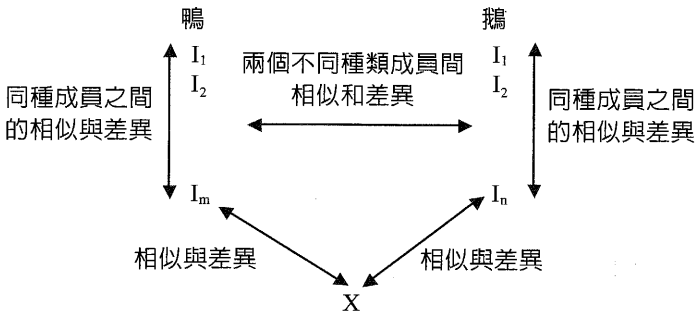 鴨
鵝
I₁
I₂
I₁
I₂
兩個不同種類成員間
相似和差異
同種成員之間
的相似與差異
同種成員之間
的相似與差異
Iₘ
Iₙ
相似與差異
相似與差異
X